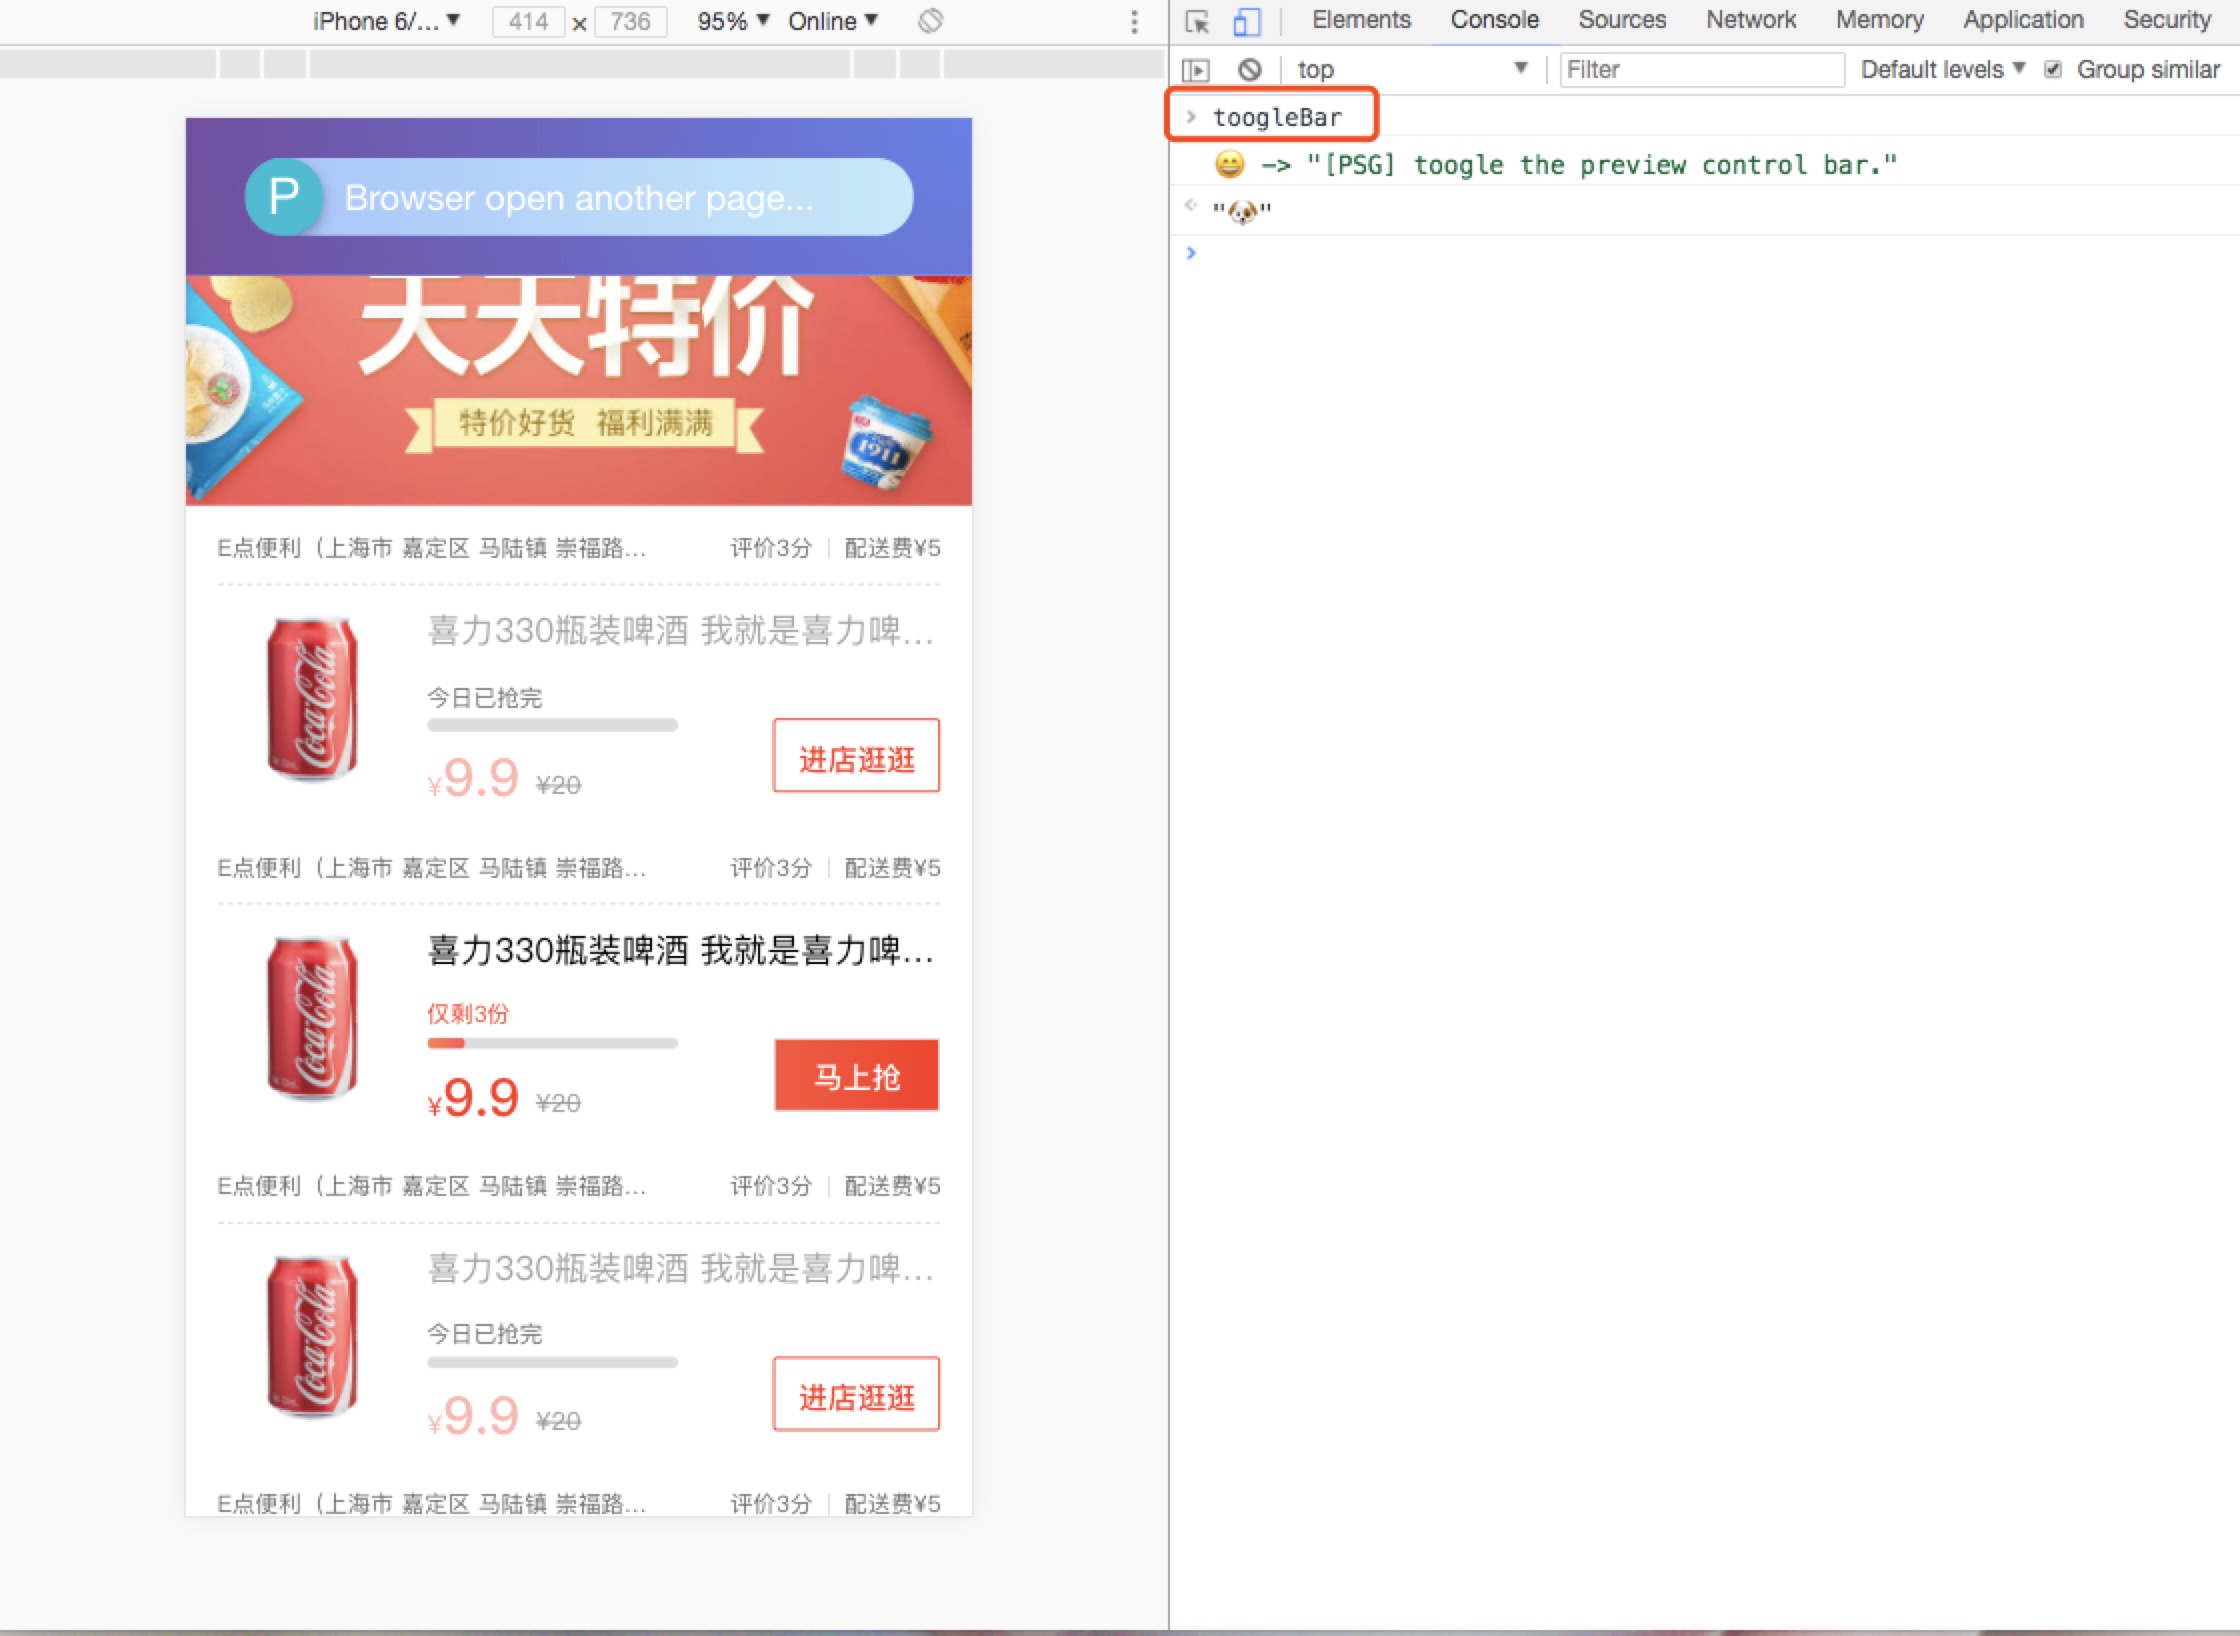 iPhone 6/... ▼ 414 × 736 95% ▼ Online ▼
Elements Console Sources Network Memory Application Security
top ▼ Filter Default levels ▼ Group similar
> toogleBar
😀 —> "[PSG] toogle the preview control bar."
"🐶"
>
P Browser open another page...
天天特价
特价好货 福利满满
1911
E点便利（上海市 嘉定区 马陆镇 崇福路... 评价3分 | 配送费¥5
Coca-Cola
喜力330瓶装啤酒 我就是喜力啤...
今日已抢完
¥9.9 ¥20
进店逛逛
E点便利（上海市 嘉定区 马陆镇 崇福路... 评价3分 | 配送费¥5
Coca-Cola
喜力330瓶装啤酒 我就是喜力啤...
仅剩3份
¥9.9 ¥20
马上抢
E点便利（上海市 嘉定区 马陆镇 崇福路... 评价3分 | 配送费¥5
Coca-Cola
喜力330瓶装啤酒 我就是喜力啤...
今日已抢完
¥9.9 ¥20
进店逛逛
E点便利（上海市 嘉定区 马陆镇 崇福路... 评价3分 | 配送费¥5